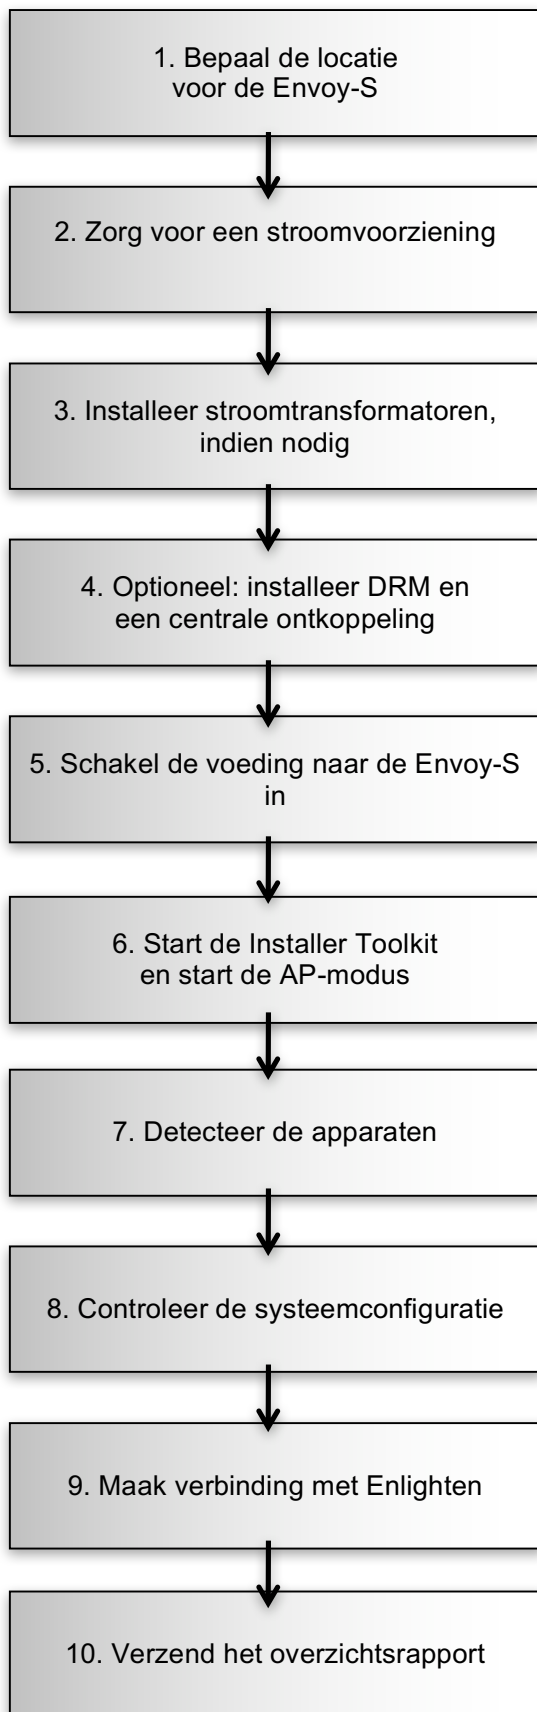 1. Bepaal de locatie
voor de Envoy-S
2. Zorg voor een stroomvoorziening
3. Installeer stroomtransformatoren,
indien nodig
4. Optioneel: installeer DRM en
een centrale ontkoppeling
5. Schakel de voeding naar de Envoy-S
in
6. Start de Installer Toolkit
en start de AP-modus
7. Detecteer de apparaten
8. Controleer de systeemconfiguratie
9. Maak verbinding met Enlighten
10. Verzend het overzichtsrapport